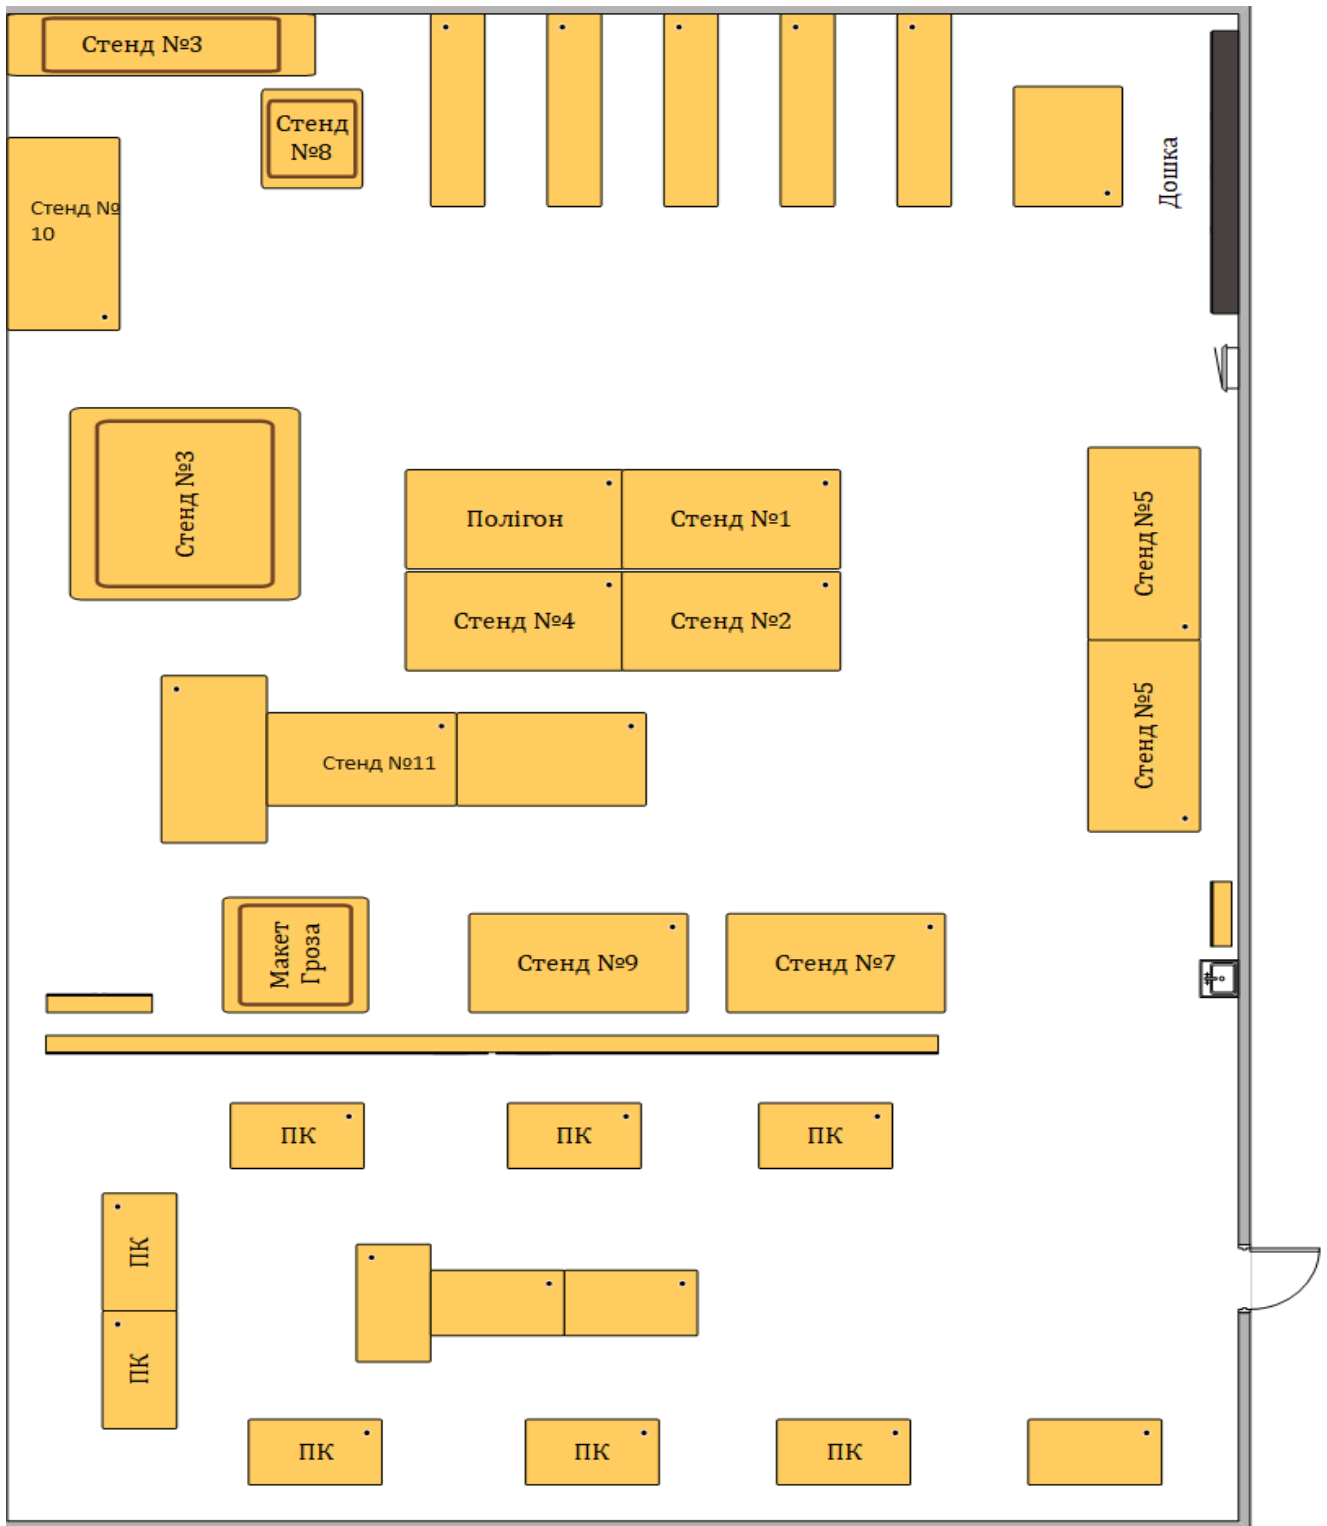 Стенд №3
Стенд
№8
Дошка
Стенд №
10
Стенд №3
Полігон
Стенд №1
Стенд №5
Стенд №4
Стенд №2
Стенд №5
Стенд №11
Макет
Гроза
Стенд №9
Стенд №7
ПК
ПК
ПК
ПК
ПК
ПК
ПК
ПК